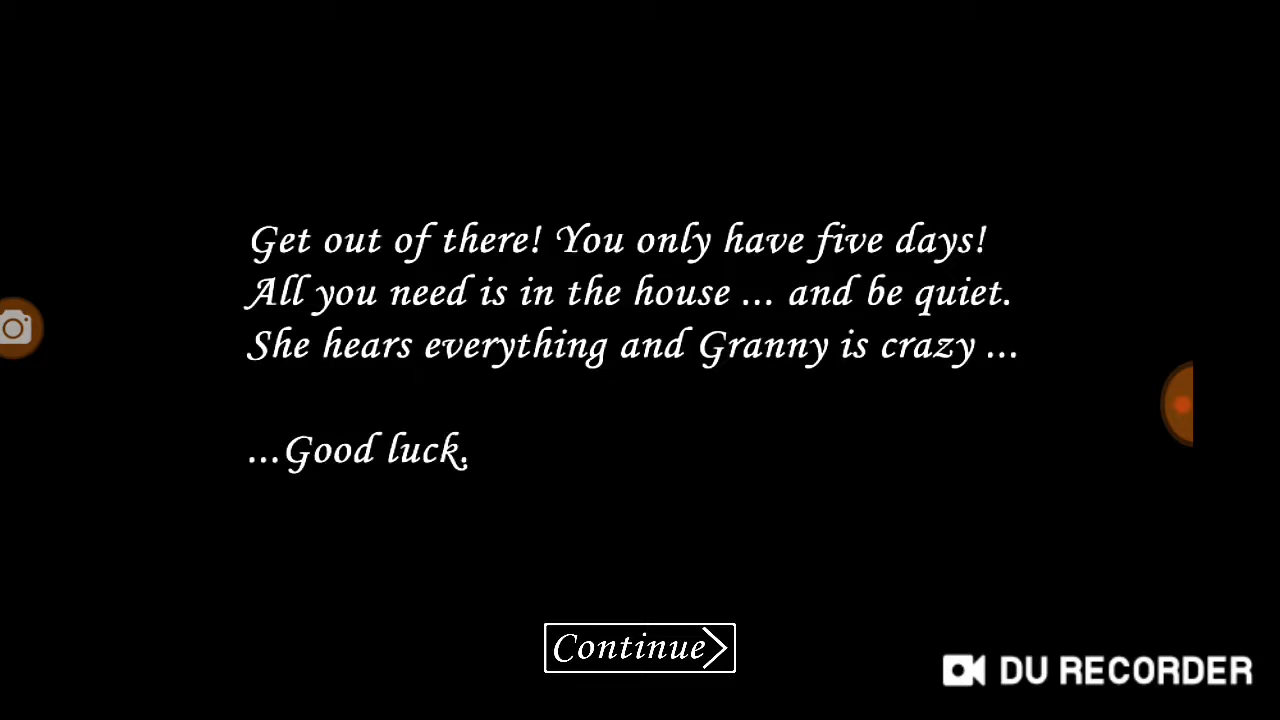 Get out of there! You only have five days!
All you need is in the house ... and be quiet.
She hears everything and Granny is crazy ...
...Good luck.
Continue
DU RECORDER